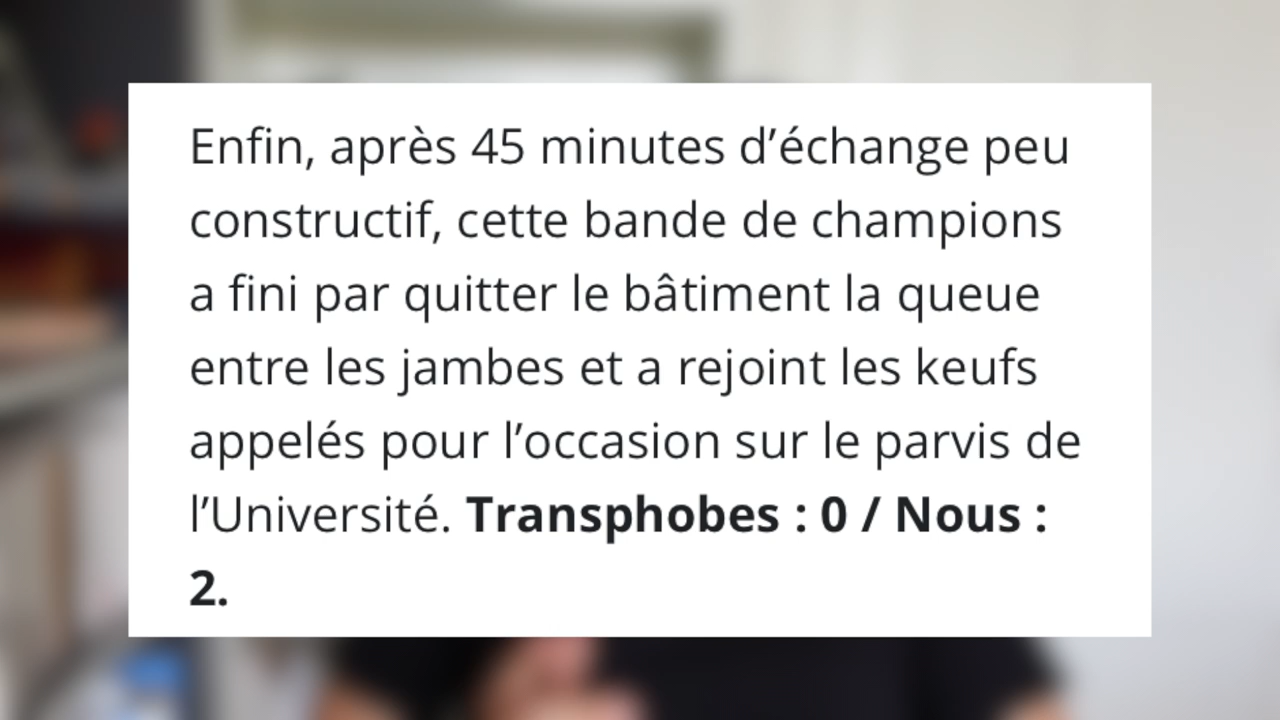 Enfin, après 45 minutes d’échange peu
constructif, cette bande de champions
a fini par quitter le bâtiment la queue
entre les jambes et a rejoint les keufs
appelés pour l’occasion sur le parvis de
l’Université. Transphobes : 0 / Nous :
2.